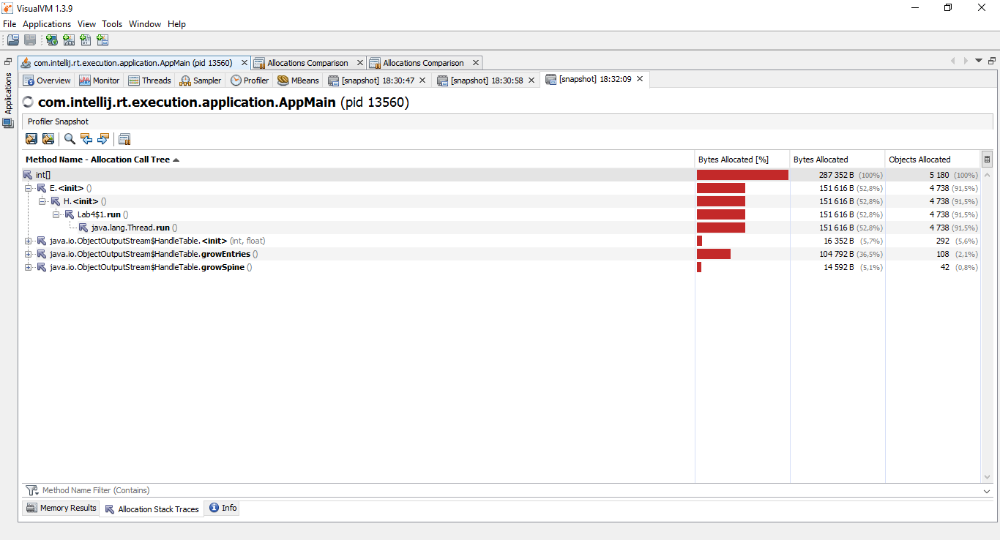 VisualVM 1.3.9
File Applications View Tools Window Help
Applications
com.intellij.rt.execution.application.AppMain (pid 13560) Allocations Comparison Allocations Comparison
Overview Monitor Threads Sampler Profiler MBeans [snapshot] 18:30:47 [snapshot] 18:30:58 [snapshot] 18:32:09
com.intellij.rt.execution.application.AppMain (pid 13560)
Profiler Snapshot
Method Name - Allocation Call Tree Bytes Allocated [%] Bytes Allocated Objects Allocated
int[] 287 352 B (100%) 5 180 (100%)
E.<init> () 151 616 B (52,8%) 4 738 (91,5%)
H.<init> () 151 616 B (52,8%) 4 738 (91,5%)
Lab4$1.run () 151 616 B (52,8%) 4 738 (91,5%)
java.lang.Thread.run () 151 616 B (52,8%) 4 738 (91,5%)
java.io.ObjectOutputStream$HandleTable.<init> (int, float) 16 352 B (5,7%) 292 (5,6%)
java.io.ObjectOutputStream$HandleTable.growEntries () 104 792 B (36,5%) 108 (2,1%)
java.io.ObjectOutputStream$HandleTable.growSpine () 14 592 B (5,1%) 42 (0,8%)
Method Name Filter (Contains)
Memory Results Allocation Stack Traces Info